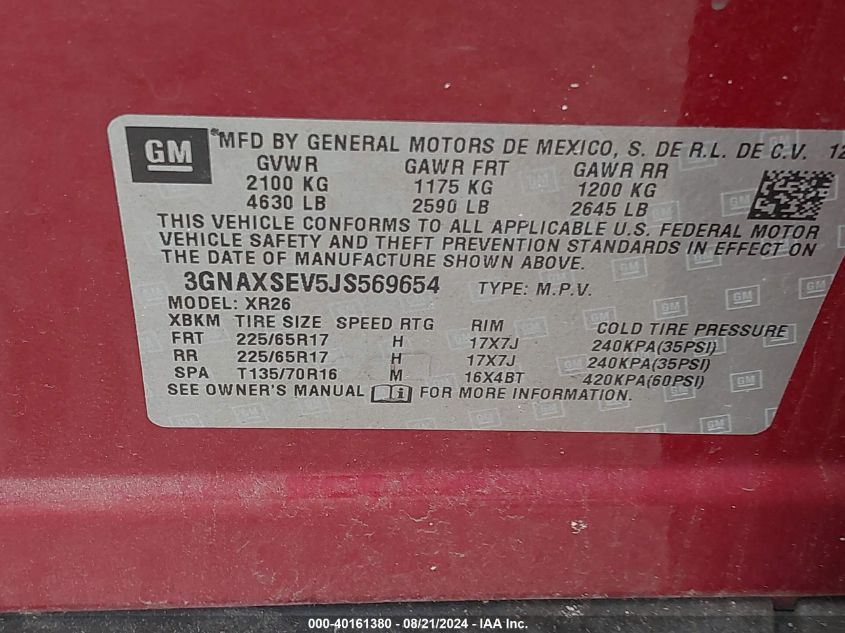 GM ®MFD BY GENERAL MOTORS DE MEXICO, S. DE R.L. DE C.V. 12
GVWR GAWR FRT GAWR RR
2100 KG 1175 KG 1200 KG
4630 LB 2590 LB 2645 LB
THIS VEHICLE CONFORMS TO ALL APPLICABLE U.S. FEDERAL MOTOR
VEHICLE SAFETY AND THEFT PREVENTION STANDARDS IN EFFECT ON
THE DATE OF MANUFACTURE SHOWN ABOVE.
3GNAXSEV5JS569654 TYPE: M.P.V.
MODEL: XR26
XBKM TIRE SIZE SPEED RTG RIM COLD TIRE PRESSURE
FRT 225/65R17 H 17X7J 240KPA(35PSI)
RR 225/65R17 H 17X7J 240KPA(35PSI)
SPA T135/70R16 M 16X4BT 420KPA(60PSI)
SEE OWNER'S MANUAL FOR MORE INFORMATION.
000-40161380 - 08/21/2024 - IAA Inc.